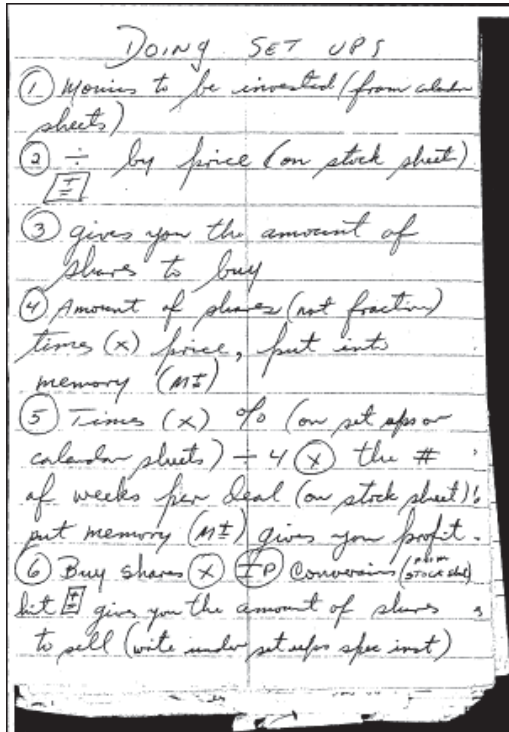 DOING SET UPS
① Monies to be invested (from calendar
sheets)
② ÷ by price (on stock sheet)
±
=
③ gives you the amount of
shares to buy
④ Amount of shares (not fraction)
times (x) price, put into
memory (M±)
⑤ Times (x) % (on set ups or
calandar sheets) ÷ 4 ⓧ the #
of weeks per deal (on stock sheet)
put memory (M±) gives you profit.
⑥ Buy shares ⓧ IP Conversions (FROM
STOCK sheet)
hit ± = gives you the amount of shares
to sell (write under set ups spec inst)